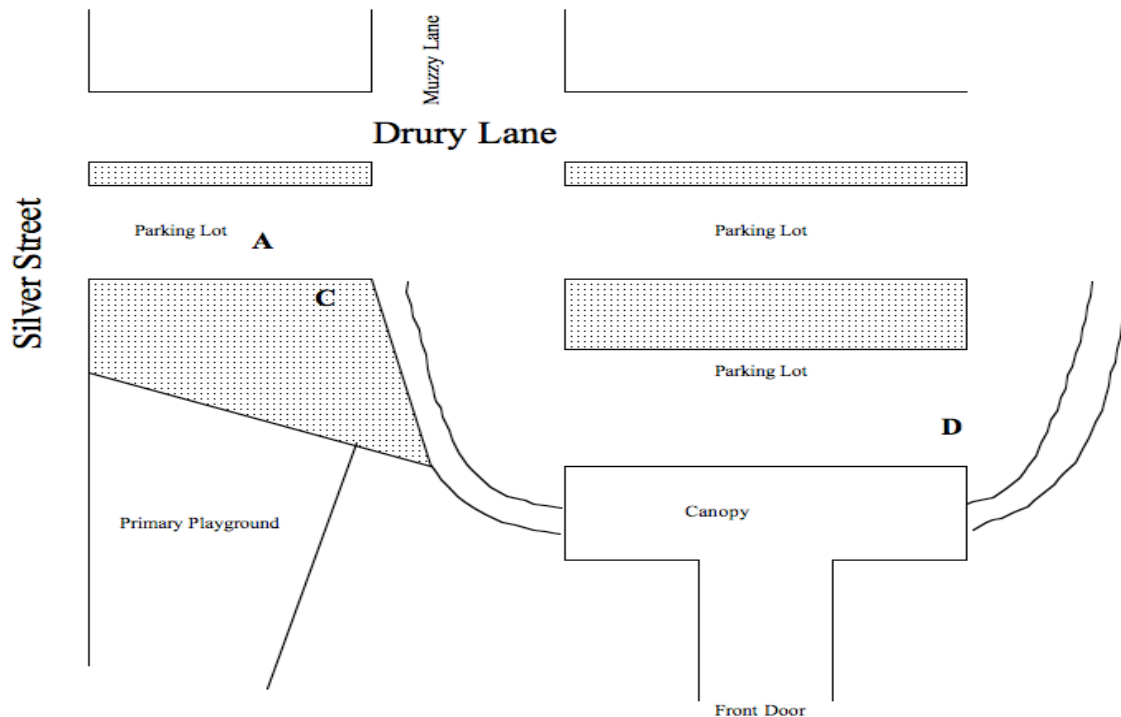 Muzzy Lane
Drury Lane
Silver Street
Parking Lot
A
Parking Lot
C
Parking Lot
D
Primary Playground
Canopy
Front Door